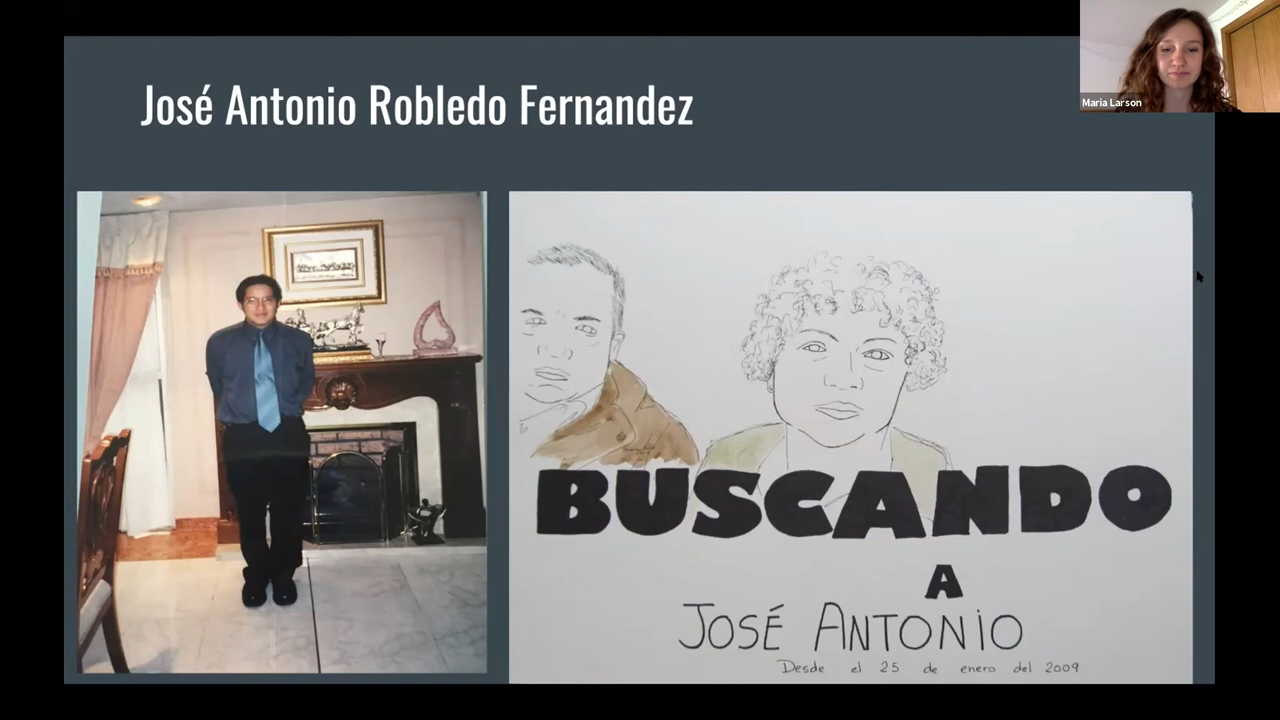 José Antonio Robledo Fernandez
Maria Larson
BUSCANDO
A
JOSÉ ANTONIO
Desde el 25 de enero del 2009